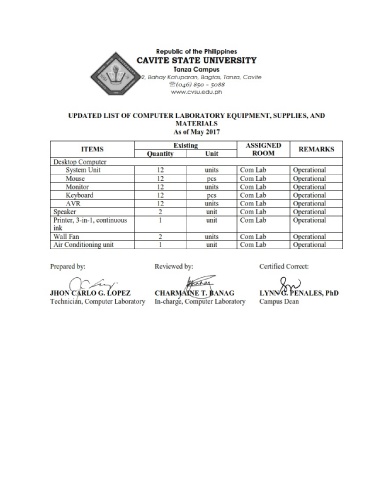 Republic of the Philippines
CAVITE STATE UNIVERSITY
Tanza Campus
Bahay Katuparan, Bagtas, Tanza, Cavite
☎(046) 890 – 5088
www.cvsu.edu.ph
UPDATED LIST OF COMPUTER LABORATORY EQUIPMENT, SUPPLIES, AND
MATERIALS
As of May 2017
ITEMS Existing ASSIGNED ROOM REMARKS
Quantity Unit
Desktop Computer
System Unit 12 units Com Lab Operational
Mouse 12 pcs Com Lab Operational
Monitor 12 units Com Lab Operational
Keyboard 12 pcs Com Lab Operational
AVR 12 units Com Lab Operational
Speaker 2 unit Com Lab Operational
Printer, 3-in-1, continuous ink 1 unit Com Lab Operational
Wall Fan 2 units Com Lab Operational
Air Conditioning unit 1 unit Com Lab Operational
Prepared by: Reviewed by: Certified Correct:
JHON CARLO G. LOPEZ CHARMAINE T. BANAG LYNN G. PENALES, PhD
Technician, Computer Laboratory In-charge, Computer Laboratory Campus Dean